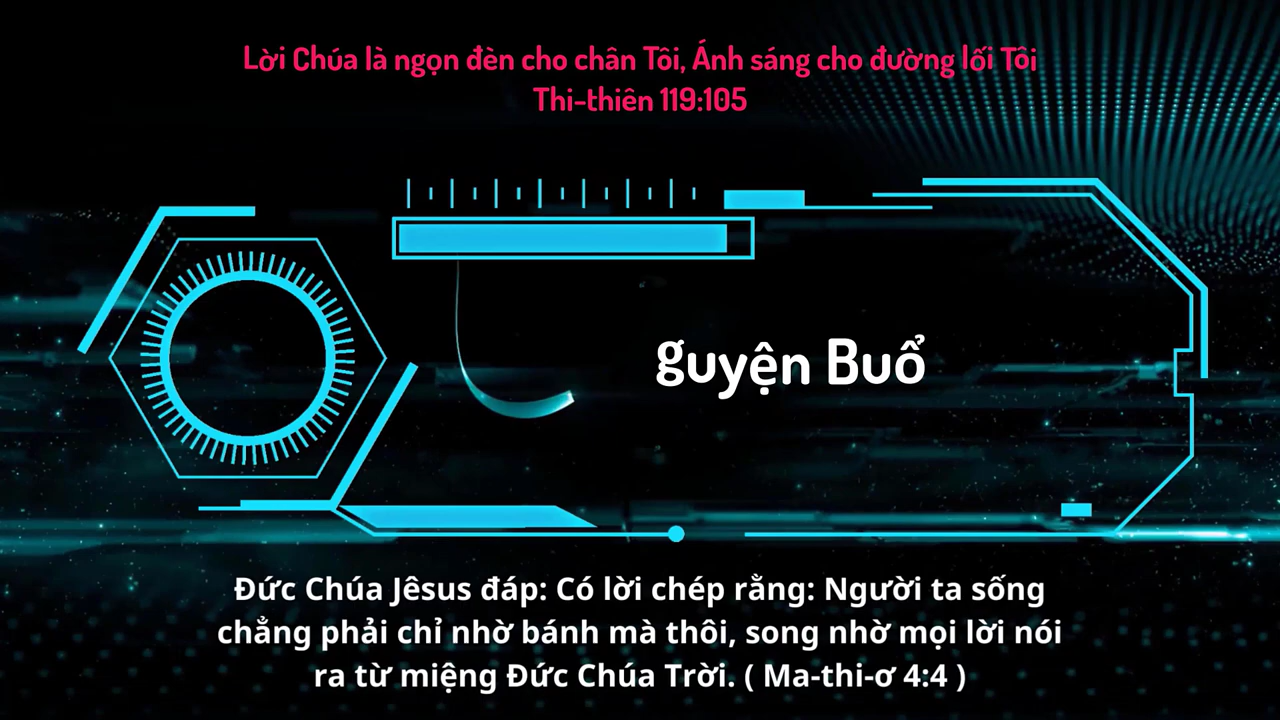 Lời Chúa là ngọn đèn cho chân Tôi, Ánh sáng cho đường lối Tôi
Thi-thiên 119:105
guyện Buổ
Đức Chúa Jêsus đáp: Có lời chép rằng: Người ta sống
chẳng phải chỉ nhờ bánh mà thôi, song nhờ mọi lời nói
ra từ miệng Đức Chúa Trời. ( Ma-thi-ơ 4:4 )